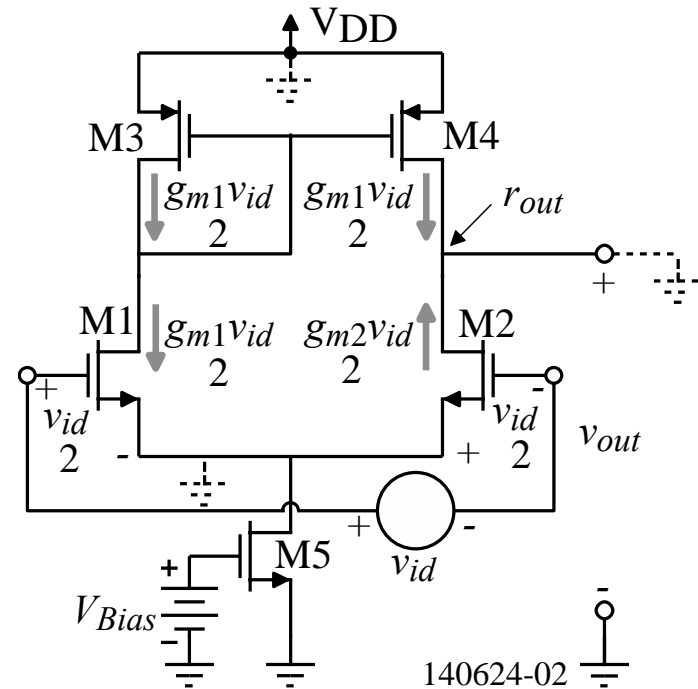 VDD
M3
M4
gm1vid
2
gm1vid
2
rout
+
M1
gm1vid
2
gm2vid
2
M2
+
vid
2
-
-
vid
2
+
vout
+
-
vid
M5
+
VBias
-
-
140624-02